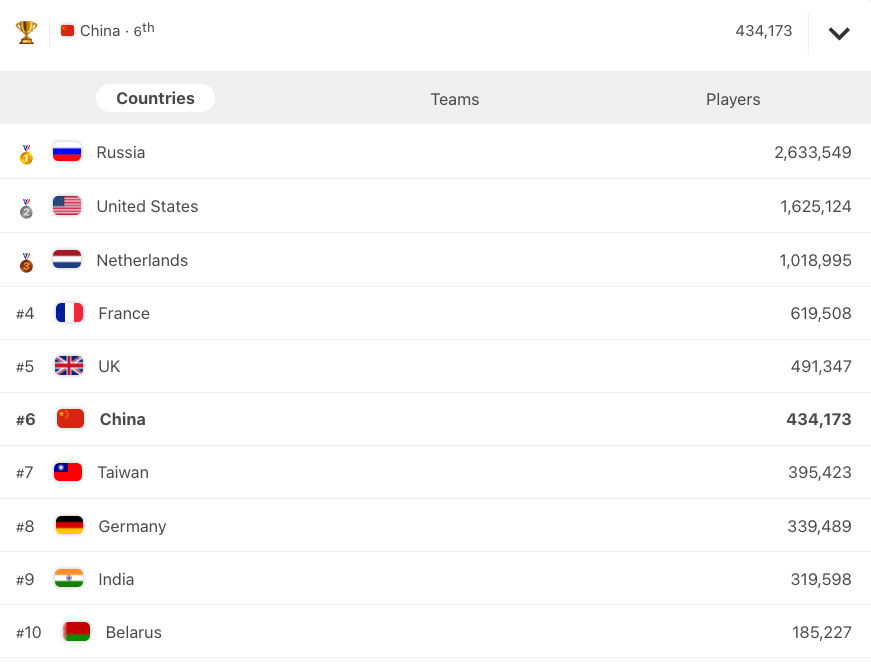 China · 6th 434,173
Countries Teams Players
1 Russia 2,633,549
2 United States 1,625,124
3 Netherlands 1,018,995
#4 France 619,508
#5 UK 491,347
#6 China 434,173
#7 Taiwan 395,423
#8 Germany 339,489
#9 India 319,598
#10 Belarus 185,227